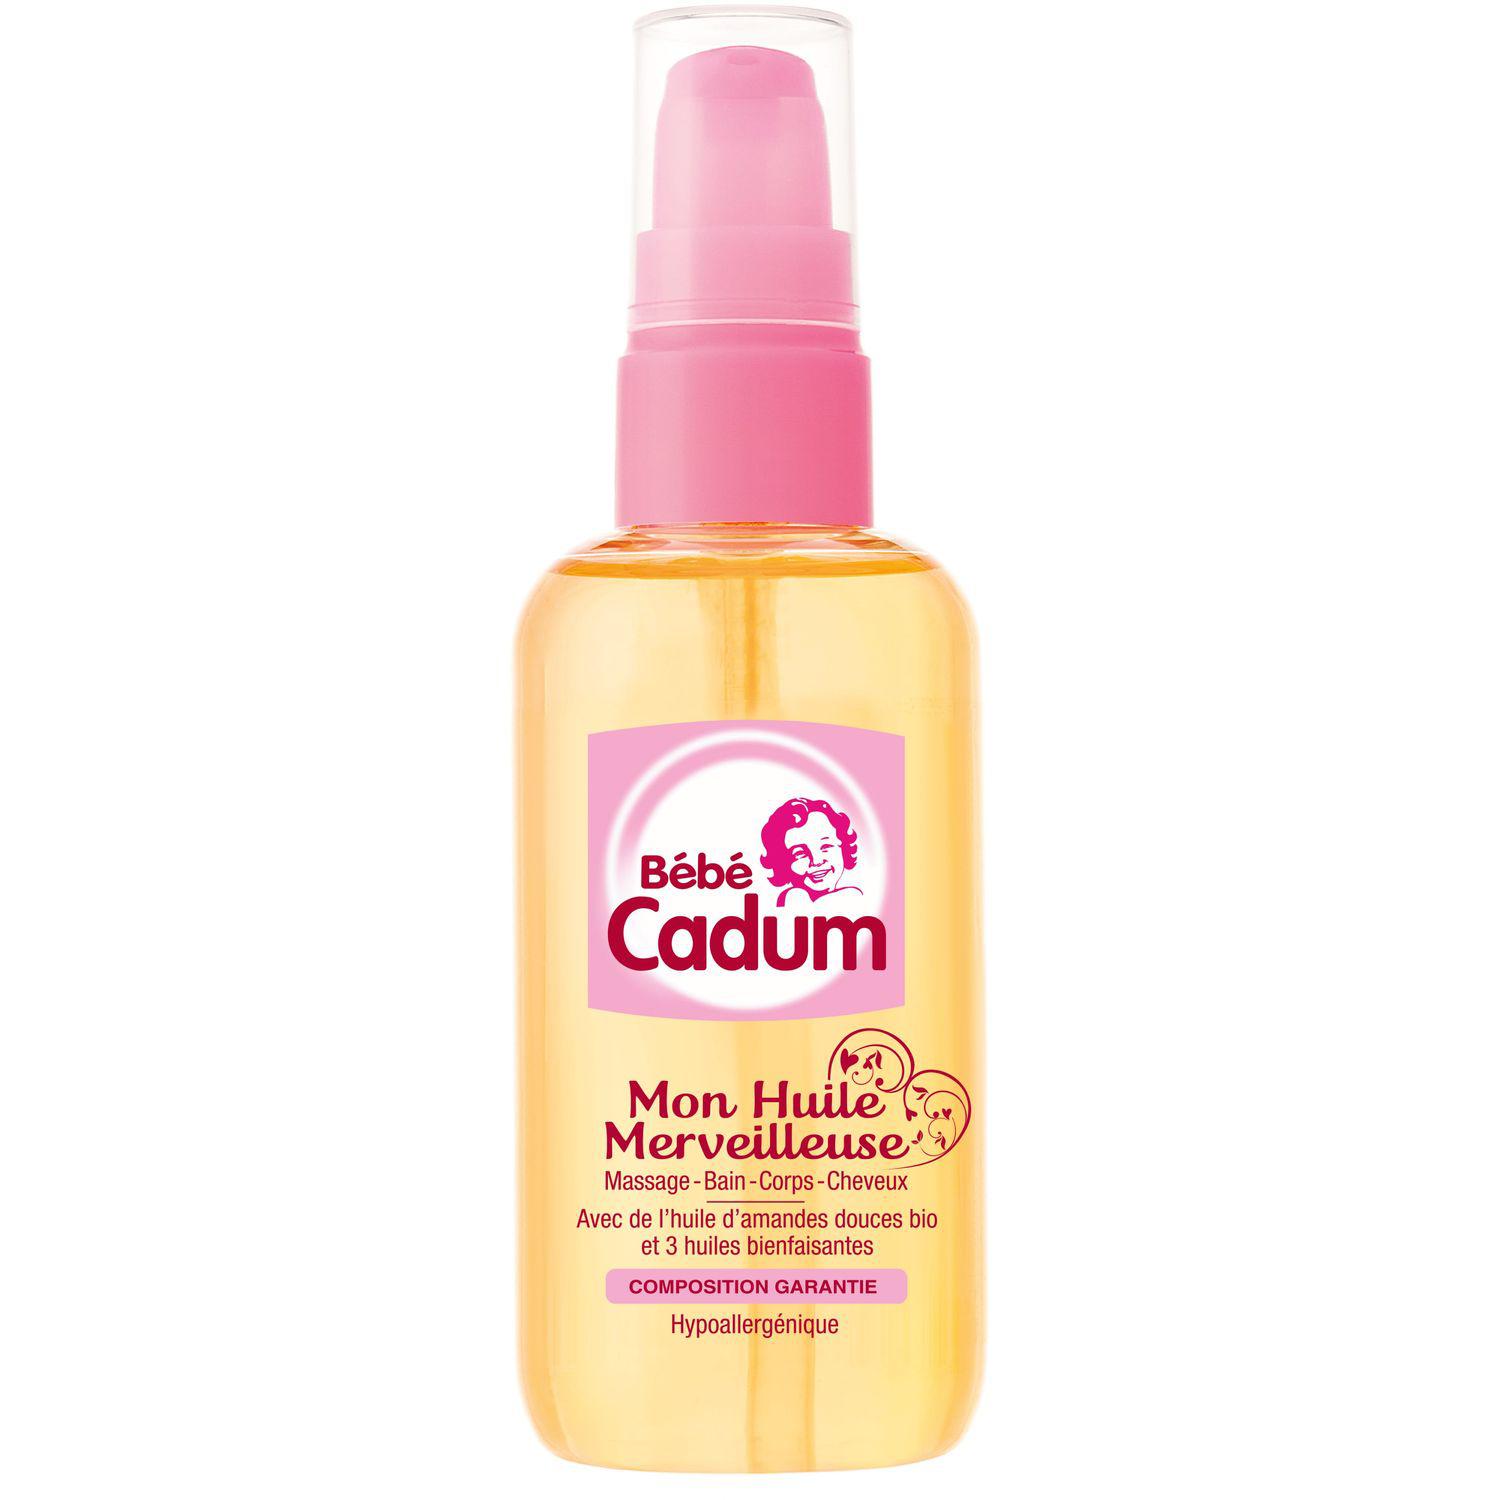 Bébé
Cadum
Mon Huile
Merveilleuse
Massage-Bain-Corps-Cheveux
Avec de l'huile d'amandes douces bio
et 3 huiles bienfaisantes
COMPOSITION GARANTIE
Hypoallergénique